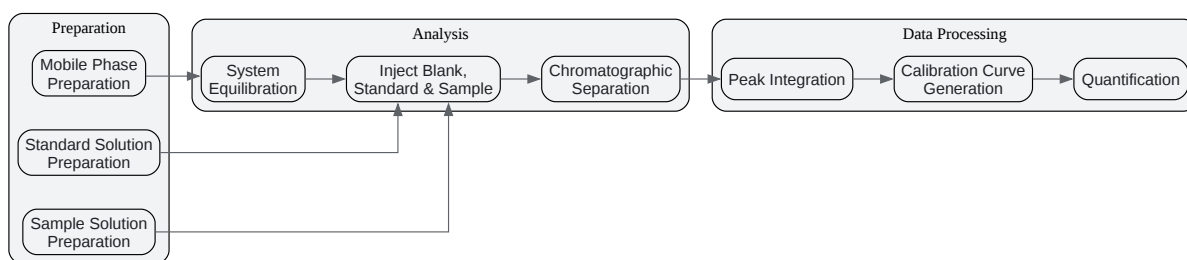 Preparation
Mobile Phase
Preparation
Standard Solution
Preparation
Sample Solution
Preparation
Analysis
System
Equilibration
Inject Blank,
Standard & Sample
Chromatographic
Separation
Data Processing
Peak Integration
Calibration Curve
Generation
Quantification